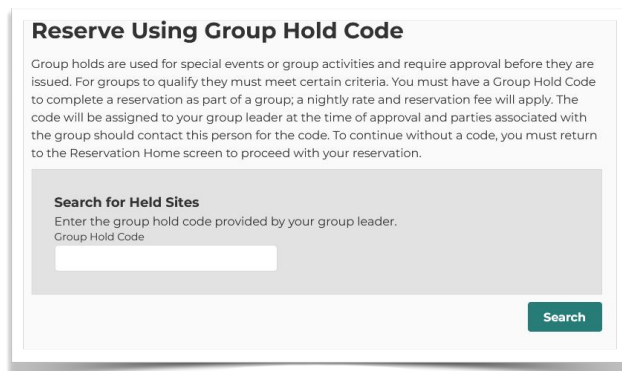 Reserve Using Group Hold Code
Group holds are used for special events or group activities and require approval before they are
issued. For groups to qualify they must meet certain criteria. You must have a Group Hold Code
to complete a reservation as part of a group; a nightly rate and reservation fee will apply. The
code will be assigned to your group leader at the time of approval and parties associated with
the group should contact this person for the code. To continue without a code, you must return
to the Reservation Home screen to proceed with your reservation.
Search for Held Sites
Enter the group hold code provided by your group leader.
Group Hold Code
Search